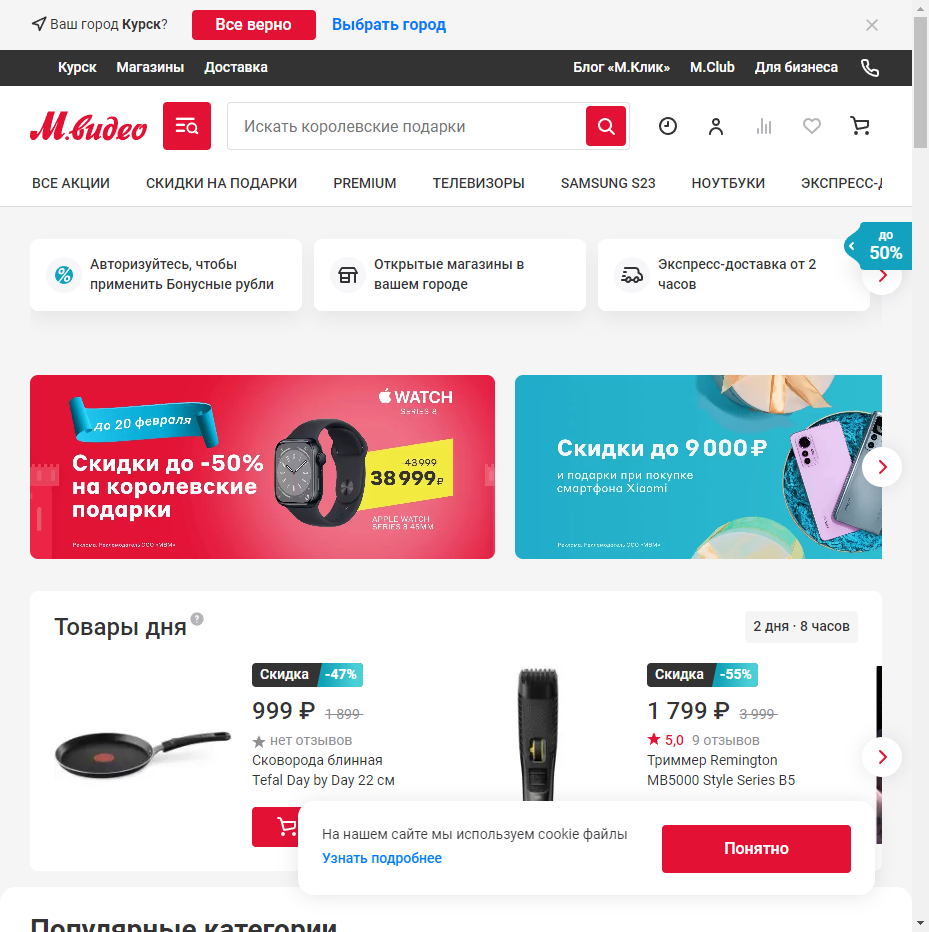 Ваш город Курск?
Все верно
Выбрать город
Курск
Магазины
Доставка
Блог «М.Клик»
M.Club
Для бизнеса
М.видео
Искать королевские подарки
ВСЕ АКЦИИ
СКИДКИ НА ПОДАРКИ
PREMIUM
ТЕЛЕВИЗОРЫ
SAMSUNG S23
НОУТБУКИ
ЭКСПРЕСС-Д
до
50%
Авторизуйтесь, чтобы
применить Бонусные рубли
Открытые магазины в
вашем городе
Экспресс-доставка от 2
часов
до 20 февраля
Скидки до -50%
на королевские
подарки
WATCH
SERIES 8
43 999
38 999₽
APPLE WATCH
SERIES 8 45MM
Реклама. Рекламодатель ООО «МВМ»
Скидки до 9 000 ₽
и подарки при покупке
смартфона Xiaomi
Реклама. Рекламодатель ООО «МВМ»
Товары дня
?
2 дня · 8 часов
Скидка -47%
999 ₽ 1 899
нет отзывов
Сковорода блинная
Tefal Day by Day 22 см
Скидка -55%
1 799 ₽ 3 999
5,0 9 отзывов
Триммер Remington
MB5000 Style Series B5
На нашем сайте мы используем cookie файлы
Узнать подробнее
Понятно
Популярные категории